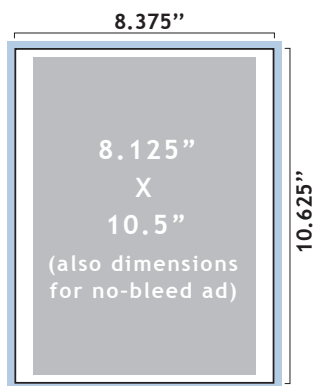 8.375”
8.125”
X
10.5”
(also dimensions
for no-bleed ad)
10.625”